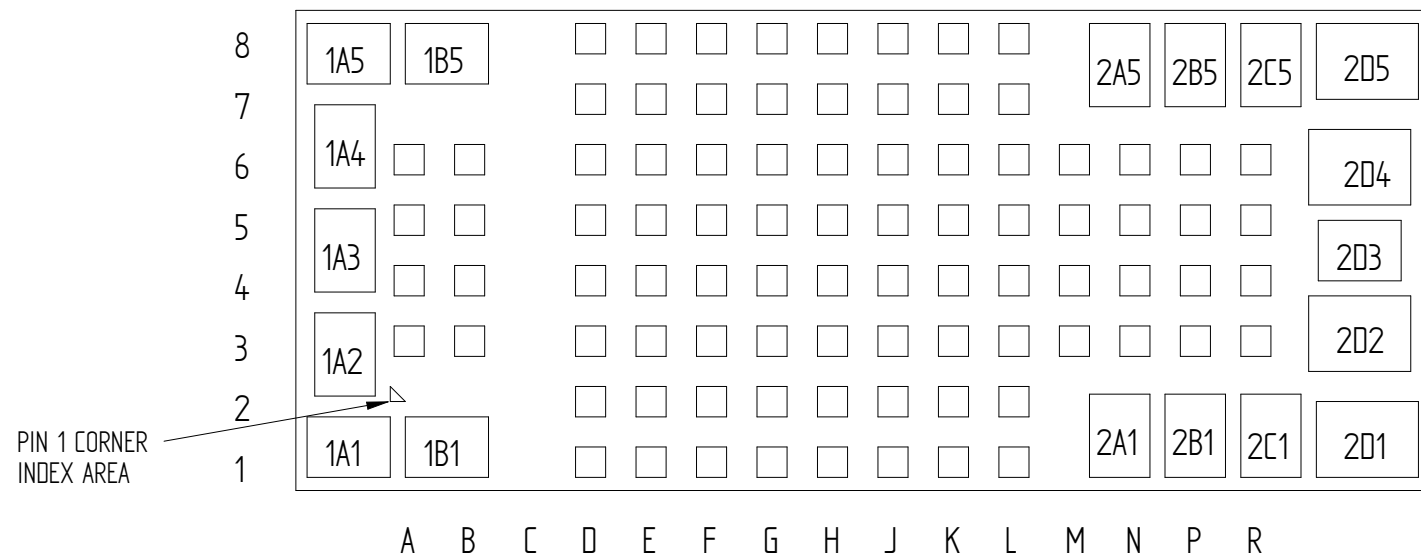 8 1A5 1B5 2A5 2B5 2C5 2D5
7
6 1A4 2D4
5
1A3 2D3
4
3 1A2 2D2
2
PIN 1 CORNER
INDEX AREA
1 1A1 1B1 2A1 2B1 2C1 2D1
A B C D E F G H J K L M N P R